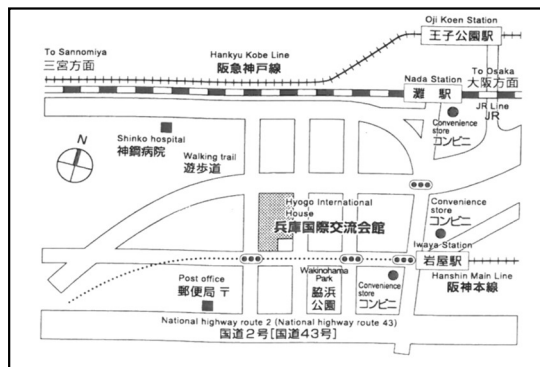 Oji Koen Station
王子公園駅
To Sannomiya
三宮方面
Hankyu Kobe Line
阪急神戸線
To Osaka
大阪方面
Nada Station
灘 駅
JR Line
JR
Convenience
store
コンビニ
N
Shinko hospital
神鋼病院
Walking trail
遊歩道
Hyogo International
House
兵庫国際交流会館
Convenience
store
コンビニ
Iwaya Station
岩屋駅
Hanshin Main Line
阪神本線
Post office
郵便局 〒
Wakinohama
Park
脇浜
公園
Convenience
store
コンビニ
National highway route 2 (National highway route 43)
国道2号[国道43号]